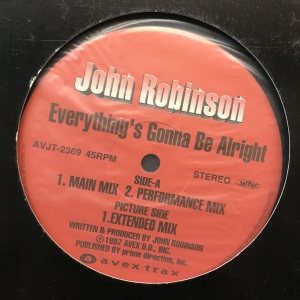 John Robinson
Everything's Gonna Be Alright
AVJT-2369 45RPM
STEREO
SIDE-A
1. MAIN MIX 2. PERFORMANCE MIX
PICTURE SIDE
1.EXTENDED MIX
WRITTEN & PRODUCED BY JOHN ROBINSON
Ⓟ 1997 AVEX D.D., INC.
PUBLISHED BY prime direction, inc.
a avex trax